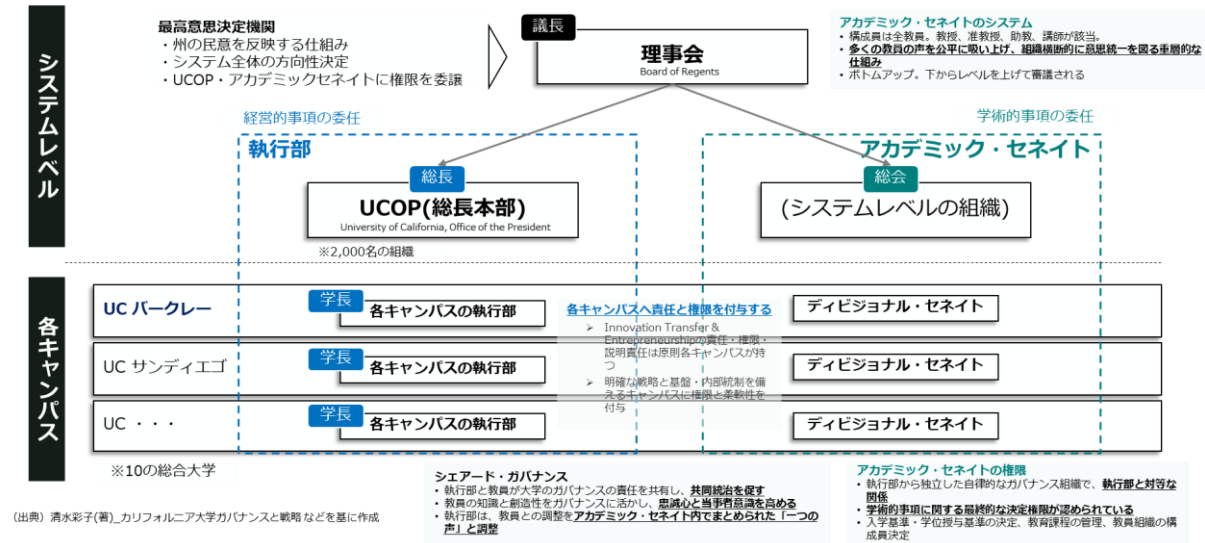 システムレベル
最高意思決定機関
・州の民意を反映する仕組み
・システム全体の方向性決定
・UCOP・アカデミックセネイトに権限を委譲
議長
理事会
Board of Regents
アカデミック・セネイトのシステム
• 構成員は全教員。教授、准教授、助教、講師が該当。
• 多くの教員の声を公平に吸い上げ、組織横断的に意思統一を図る重層的な
仕組み
• ボトムアップ。下からレベルを上げて審議される
経営的事項の委任
学術的事項の委任
執行部
アカデミック・セネイト
総長
UCOP(総長本部)
University of California, Office of the President
※2,000名の組織
総会
(システムレベルの組織)
各キャンパス
UC バークレー
学長
各キャンパスの執行部
ディビジョナル・セネイト
UC サンディエゴ
学長
各キャンパスの執行部
ディビジョナル・セネイト
UC ・・・
学長
各キャンパスの執行部
ディビジョナル・セネイト
各キャンパスへ責任と権限を付与する
➢ Innovation Transfer &
Entrepreneurshipの責任・権限・
説明責任は原則各キャンパスが持
つ
➢ 明確な戦略と基盤・内部統制を備
えるキャンパスに権限と柔軟性を
付与
※10の総合大学
シェアード・ガバナンス
• 執行部と教員が大学のガバナンスの責任を共有し、共同統治を促す
• 教員の知識と創造性をガバナンスに活かし、忠誠心と当事者意識を高める
• 執行部は、教員との調整をアカデミック・セネイト内でまとめられた「一つの
声」と調整
アカデミック・セネイトの権限
• 執行部から独立した自律的なガバナンス組織で、執行部と対等な
関係
• 学術的事項に関する最終的な決定権限が認められている
• 入学基準・学位授与基準の決定、教育課程の管理、教員組織の構
成員決定
(出典) 清水彩子(著)_カリフォルニア大学ガバナンスと戦略 などを基に作成